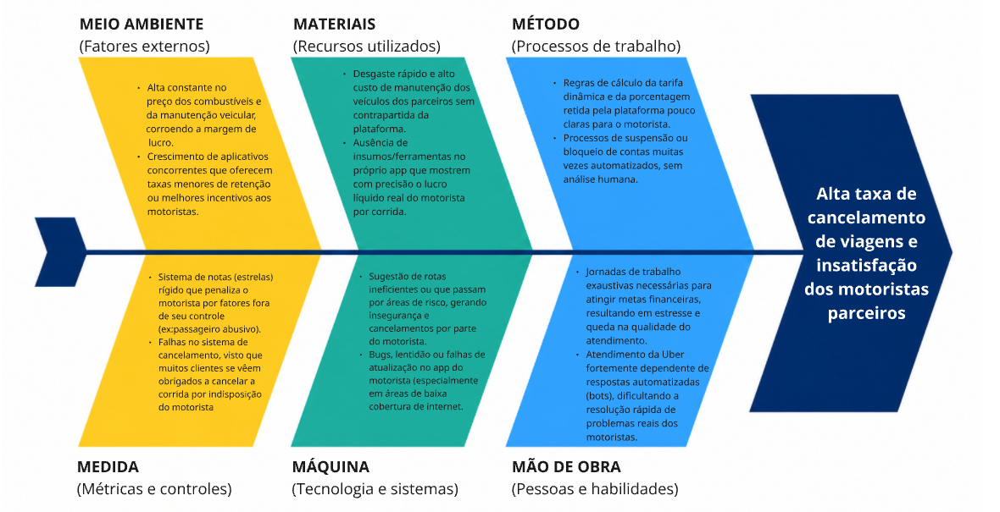 MEIO AMBIENTE
(Fatores externos)
• Alta constante no
preço dos combustíveis e
da manutenção veicular,
corroendo a margem de
lucro.
• Crescimento de aplicativos
concorrentes que oferecem
taxas menores de retenção
ou melhores incentivos aos
motoristas.
MATERIAIS
(Recursos utilizados)
• Desgaste rápido e alto
custo de manutenção dos
veículos dos parceiros sem
contrapartida da
plataforma.
• Ausência de
insumos/ferramentas no
próprio app que mostrem
com precisão o lucro
líquido real do motorista
por corrida.
MÉTODO
(Processos de trabalho)
• Regras de cálculo da tarifa
dinâmica e da porcentagem
retida pela plataforma pouco
claras para o motorista.
• Processos de suspensão ou
bloqueio de contas muitas
vezes automatizados, sem
análise humana.
Alta taxa de
cancelamento
de viagens e
insatisfação
dos motoristas
parceiros
• Sistema de notas (estrelas)
rígido que penaliza o
motorista por fatores fora
de seu controle
(ex:passageiro abusivo).
• Falhas no sistema de
cancelamento, visto que
muitos clientes se vêem
obrigados a cancelar a
corrida por indisposição
do motorista
MEDIDA
(Métricas e controles)
• Sugestão de rotas
ineficientes ou que passam
por áreas de risco, gerando
insegurança e
cancelamentos por parte
do motorista.
• Bugs, lentidão ou falhas de
atualização no app do
motorista (especialmente
em áreas de baixa
cobertura de internet.
MÁQUINA
(Tecnologia e sistemas)
• Jornadas de trabalho
exaustivas necessárias para
atingir metas financeiras,
resultando em estresse e
queda na qualidade do
atendimento.
• Atendimento da Uber
fortemente dependente de
respostas automatizadas
(bots), dificultando a
resolução rápida de
problemas reais dos
motoristas.
MÃO DE OBRA
(Pessoas e habilidades)